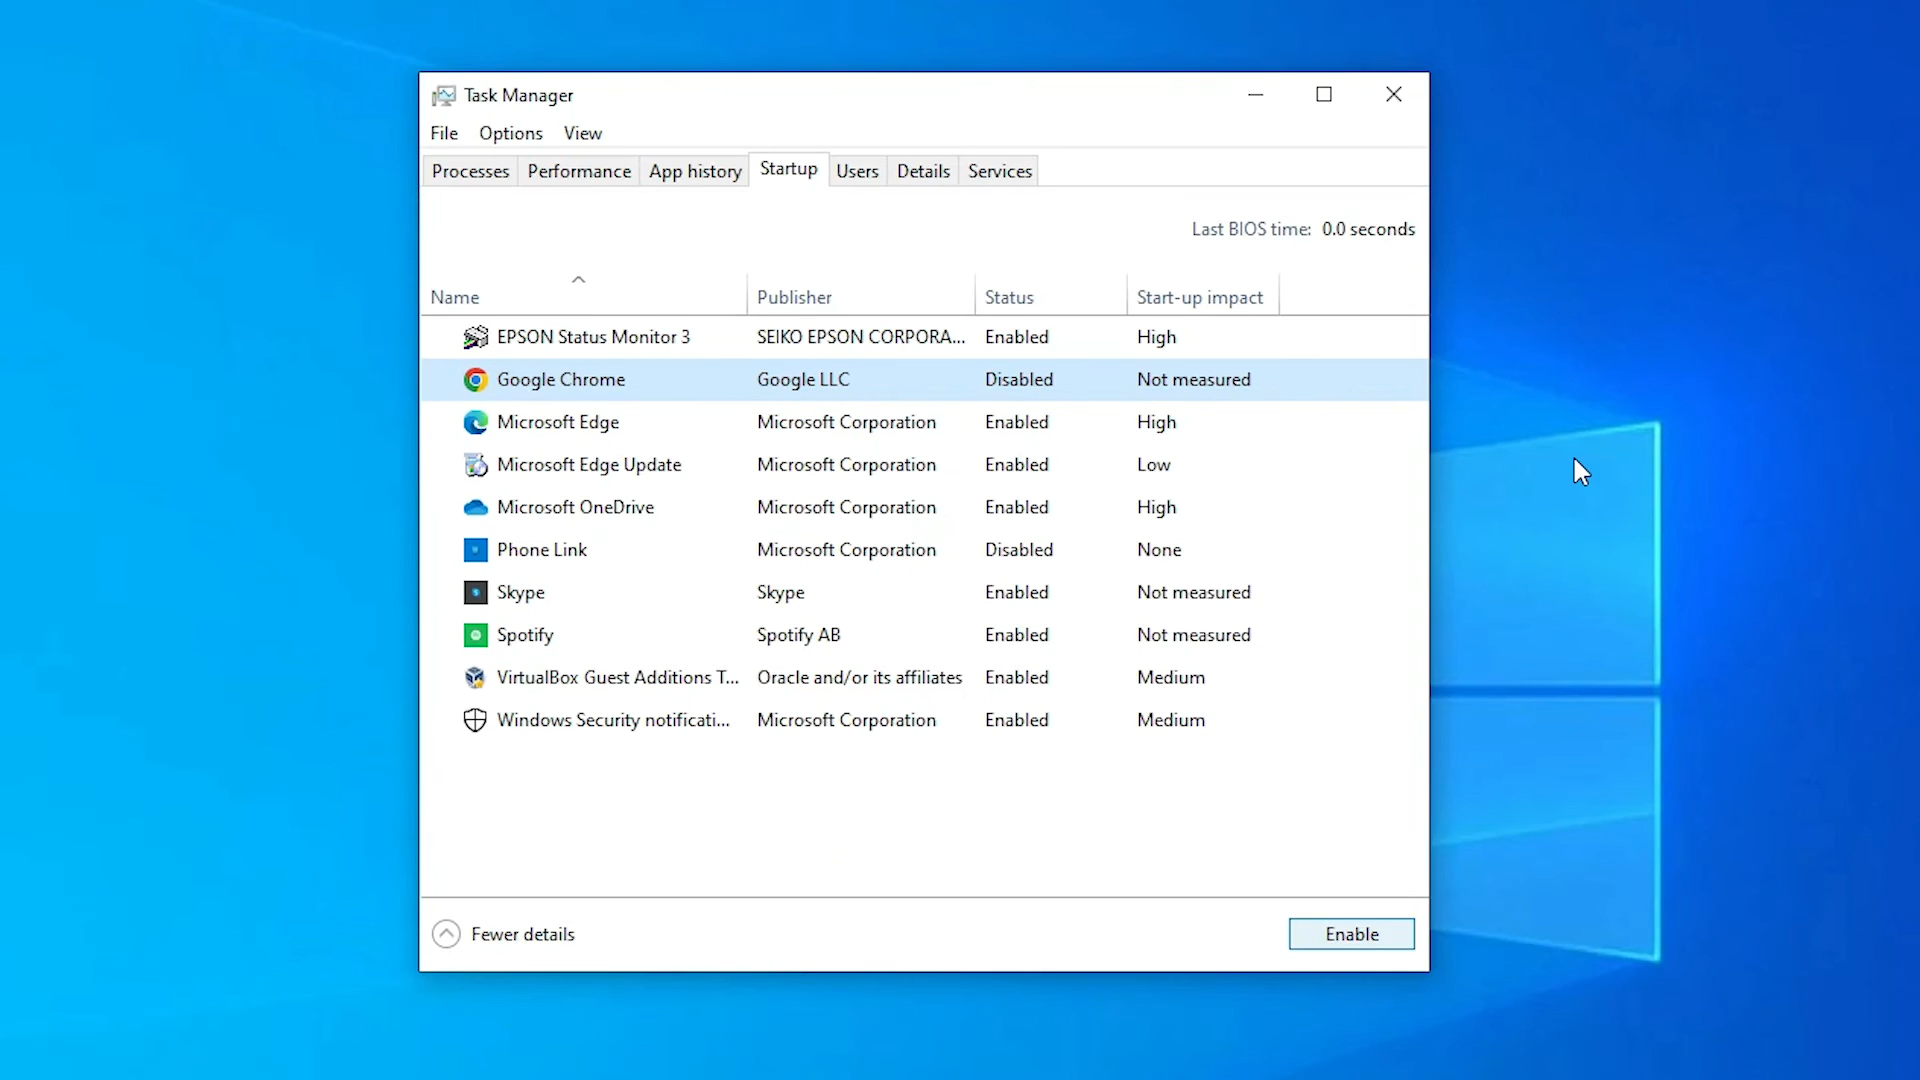 Task Manager
File Options View
Processes Performance App history Startup Users Details Services
Last BIOS time: 0.0 seconds
Name Publisher Status Start-up impact
EPSON Status Monitor 3 SEIKO EPSON CORPORA... Enabled High
Google Chrome Google LLC Disabled Not measured
Microsoft Edge Microsoft Corporation Enabled High
Microsoft Edge Update Microsoft Corporation Enabled Low
Microsoft OneDrive Microsoft Corporation Enabled High
Phone Link Microsoft Corporation Disabled None
Skype Skype Enabled Not measured
Spotify Spotify AB Enabled Not measured
VirtualBox Guest Additions T... Oracle and/or its affiliates Enabled Medium
Windows Security notificati... Microsoft Corporation Enabled Medium
Fewer details Enable